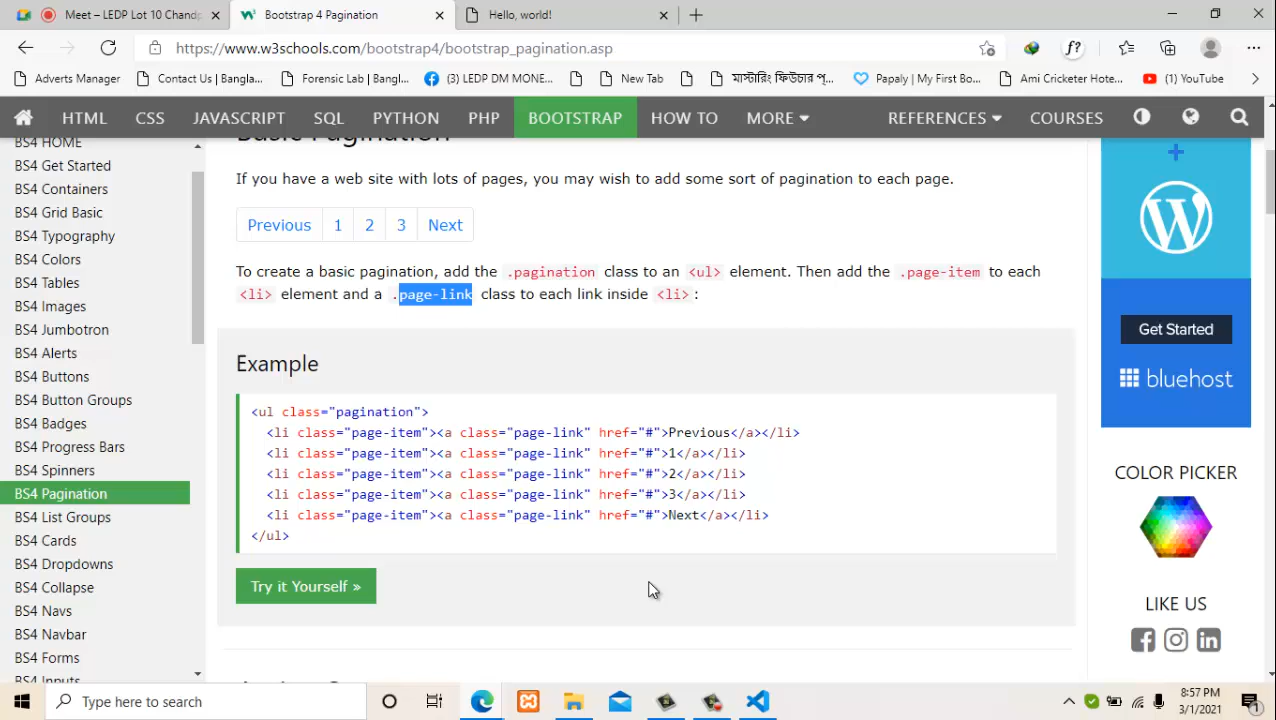 Meet – LEDP Lot 10 Chandp
Bootstrap 4 Pagination
Hello, world!
https://www.w3schools.com/bootstrap4/bootstrap_pagination.asp
Adverts Manager
Contact Us | Bangla...
Forensic Lab | Bangl...
(3) LEDP DM MONE...
New Tab
মাস্টারিং ফিউচার প্...
Papaly | My First Bo...
Ami Cricketer Hote...
(1) YouTube
HTML CSS JAVASCRIPT SQL PYTHON PHP BOOTSTRAP HOW TO MORE REFERENCES COURSES
BS4 HOME
BS4 Get Started
BS4 Containers
BS4 Grid Basic
BS4 Typography
BS4 Colors
BS4 Tables
BS4 Images
BS4 Jumbotron
BS4 Alerts
BS4 Buttons
BS4 Button Groups
BS4 Badges
BS4 Progress Bars
BS4 Spinners
BS4 Pagination
BS4 List Groups
BS4 Cards
BS4 Dropdowns
BS4 Collapse
BS4 Navs
BS4 Navbar
BS4 Forms
BS4 Inputs
Basic Pagination
If you have a web site with lots of pages, you may wish to add some sort of pagination to each page.
Previous 1 2 3 Next
To create a basic pagination, add the .pagination class to an <ul> element. Then add the .page-item to each
<li> element and a .page-link class to each link inside <li>:
Example
<ul class="pagination">
<li class="page-item"><a class="page-link" href="#">Previous</a></li>
<li class="page-item"><a class="page-link" href="#">1</a></li>
<li class="page-item"><a class="page-link" href="#">2</a></li>
<li class="page-item"><a class="page-link" href="#">3</a></li>
<li class="page-item"><a class="page-link" href="#">Next</a></li>
</ul>
Try it Yourself »
Get Started
bluehost
COLOR PICKER
LIKE US
Type here to search
8:57 PM
3/1/2021